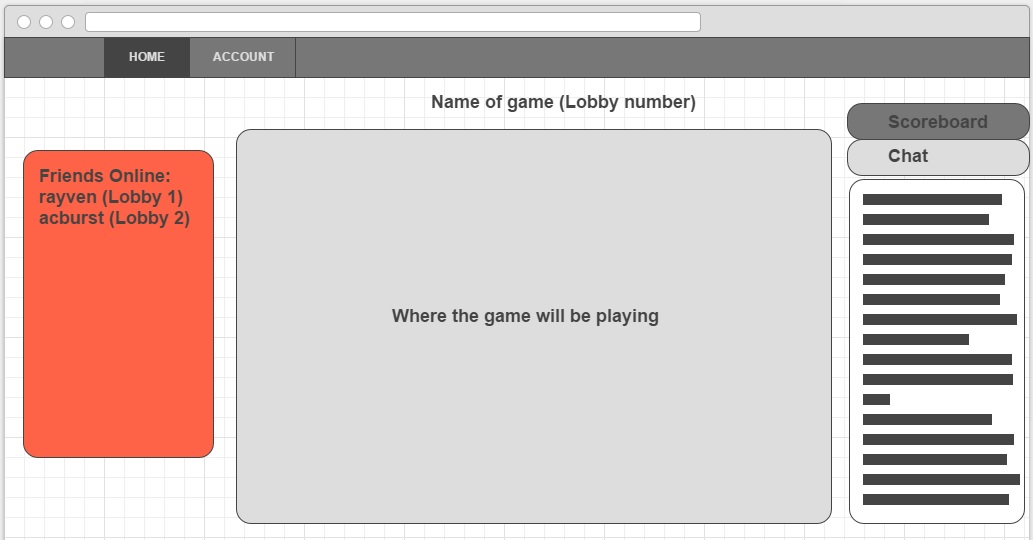 HOME ACCOUNT
Name of game (Lobby number)
Friends Online:
rayven (Lobby 1)
acburst (Lobby 2)
Where the game will be playing
Scoreboard
Chat